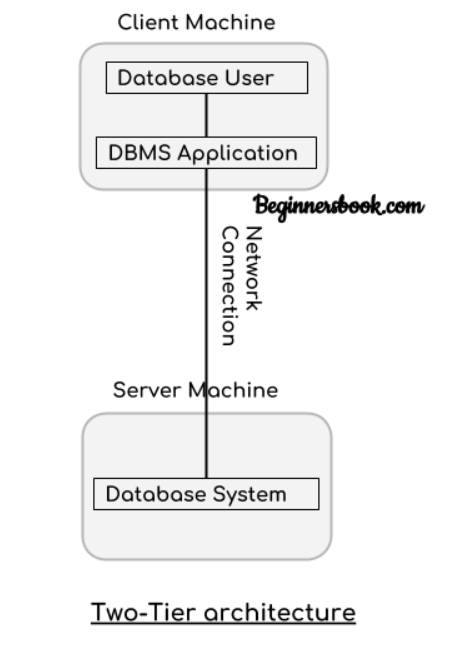 Client Machine
Database User
DBMS Application
Beginnersbook.com
Network
Connection
Server Machine
Database System
Two-Tier architecture